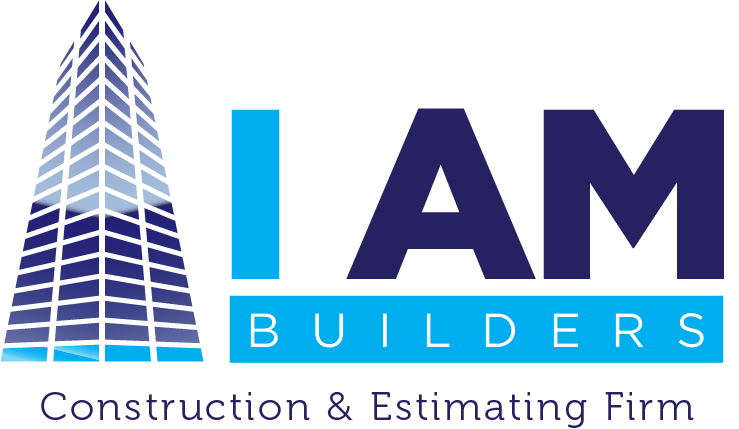 I AM
BUILDERS
Construction & Estimating Firm